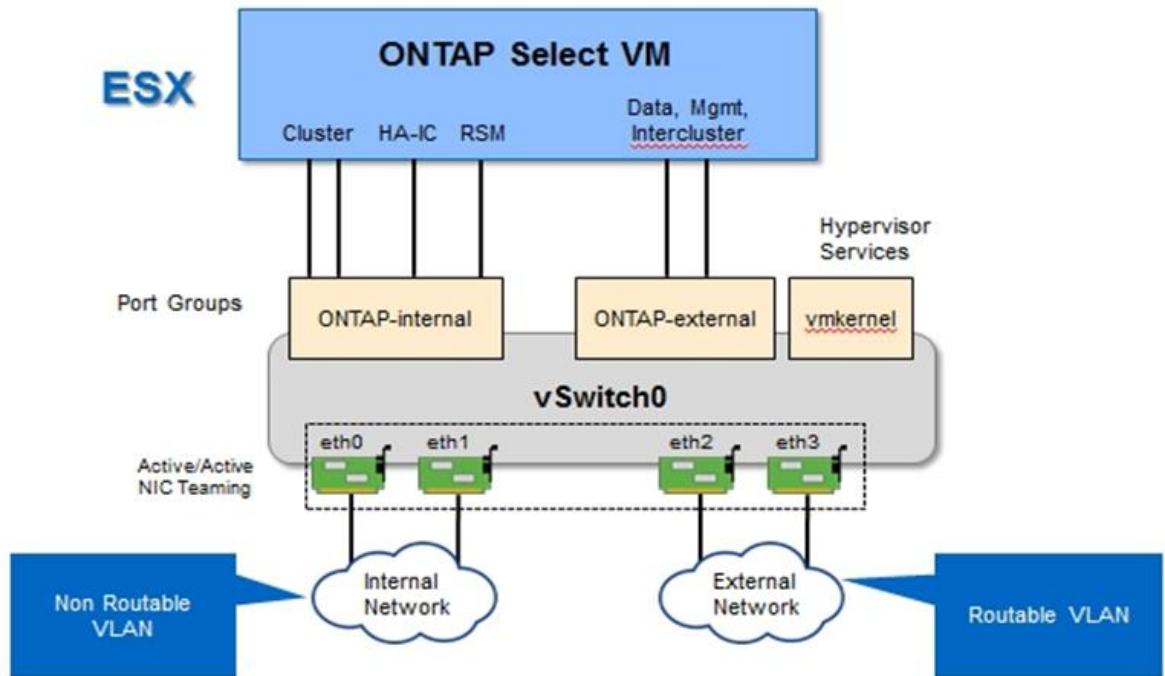 ONTAP Select VM
ESX
Data, Mgmt,
Intercluster
Cluster
HA-IC
RSM
Hypervisor
Services
Port Groups
ONTAP-internal
ONTAP-external
vmkernel
vSwitch0
eth0
eth1
eth2
eth3
Active/Active
NIC Teaming
Internal
Network
External
Network
Non Routable
VLAN
Routable VLAN